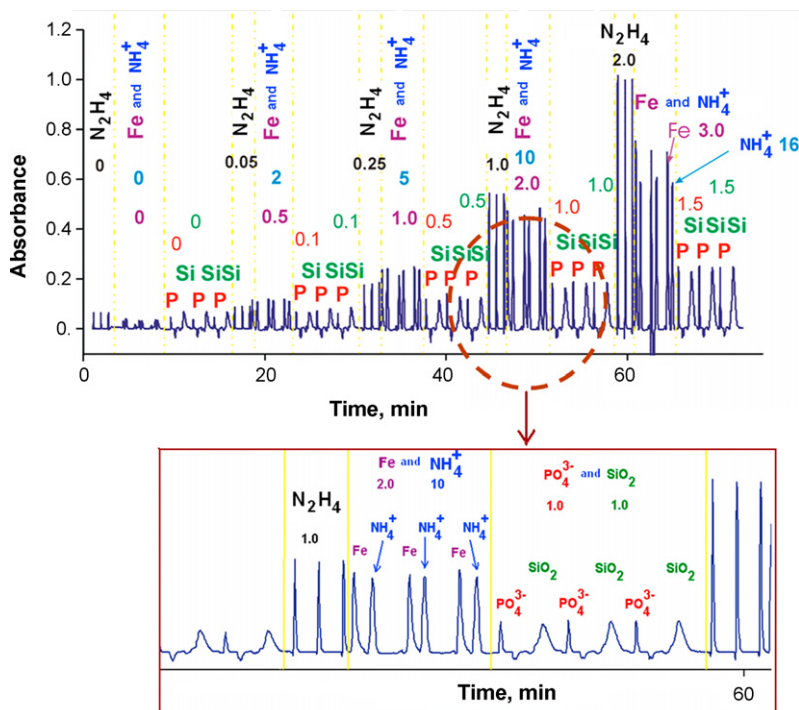 1.2
1.0
0.8
0.6
0.4
0.2
0.
Absorbance
N2H4
0
Fe and NH4+
0
0
0
0
P P P
Si SiSi
N2H4
0.05
Fe and NH4+
2
0.5
0.1
0.1
P P P
Si SiSi
N2H4
0.25
Fe and NH4+
5
1.0
0.5
0.5
P P P
SiSiSi
N2H4
1.0
Fe and NH4+
10
2.0
1.0
1.0
P P P
SiSiSi
N2H4
2.0
Fe and NH4+
Fe 3.0
NH4+ 16
1.5
1.5
P P P
SiSiSi
0 20 40 60
Time, min
N2H4
1.0
Fe and NH4+
2.0 10
Fe NH4+ Fe NH4+ Fe NH4+
PO43- and SiO2
1.0 1.0
PO43- SiO2 PO43- SiO2 PO43- SiO2
60
Time, min